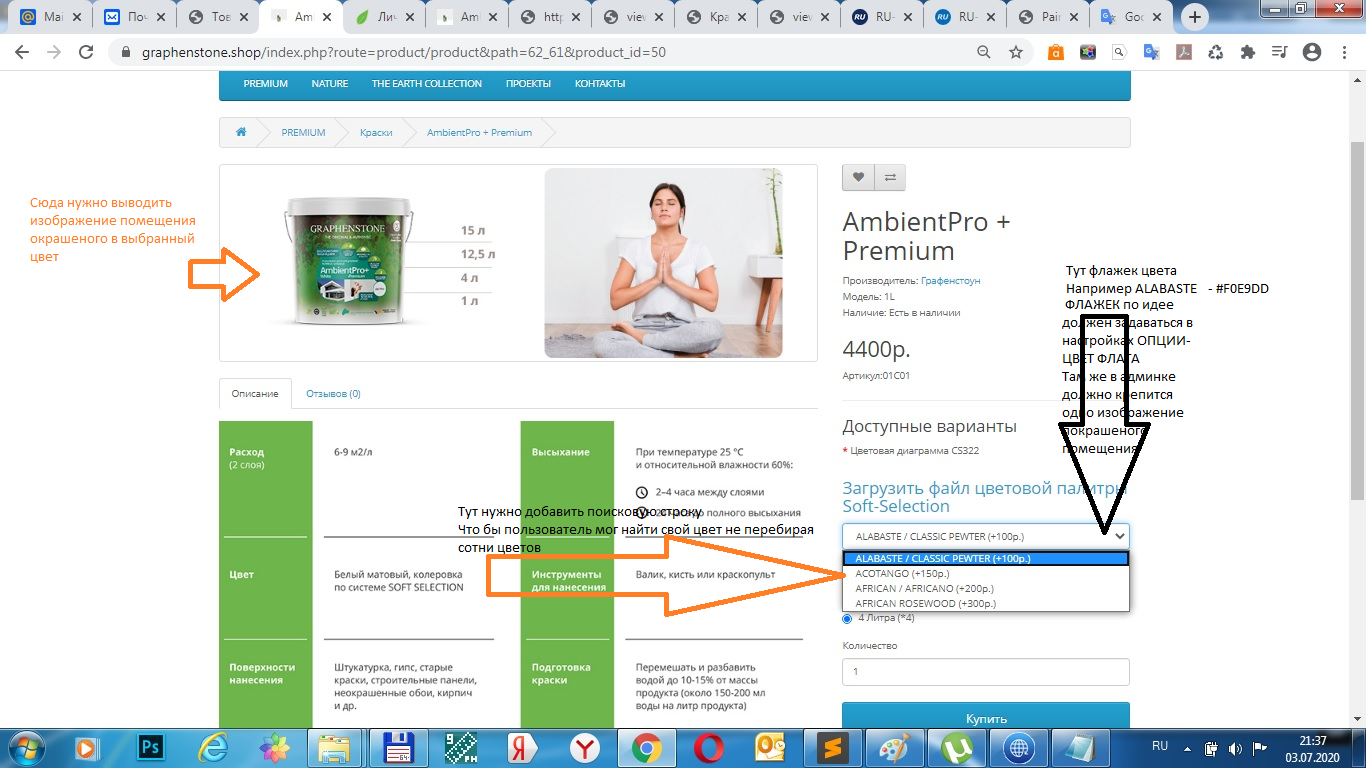 Mai
Поч
Тов
Am
Лич
Amb
http
view
Кра
view
RU-
RU-
Pair
Goo
graphenstone.shop/index.php?route=product/product&path=62_61&product_id=50
PREMIUM
NATURE
THE EARTH COLLECTION
ПРОЕКТЫ
КОНТАКТЫ
PREMIUM
Краски
AmbientPro + Premium
Сюда нужно выводить
изображение помещения
окрашеного в выбранный
цвет
GRAPHENSTONE
AmbientPro+
15 л
12,5 л
4 л
1 л
AmbientPro +
Premium
Производитель: Графенстоун
Модель: 1L
Наличие: Есть в наличии
4400р.
Артикул:01C01
Тут флажек цвета
Например ALABASTE - #F0E9DD
ФЛАЖЕК по идее
должен задаваться в
настройках ОПЦИИ-
ЦВЕТ ФЛАГА
Там же в админке
должно крепится
одно изображение
покрашеного
помещения
Описание
Отзывов (0)
Доступные варианты
* Цветовая диаграмма CS322
Загрузить файл цветовой палитры
Soft-Selection
ALABASTE / CLASSIC PEWTER (+100р.)
ALABASTE / CLASSIC PEWTER (+100р.)
ACOTANGO (+150р.)
AFRICAN / AFRICANO (+200р.)
AFRICAN ROSEWOOD (+300р.)
4 Литра (*4)
Количество
1
Купить
Расход
(2 слоя)
6-9 м2/л
Высыхание
При температуре 25 °C
и относительной влажности 60%:
2–4 часа между слоями
полного высыхания
Тут нужно добавить поисковую строку
Что бы пользователь мог найти свой цвет не перебирая
сотни цветов
Цвет
Белый матовый, колеровка
по системе SOFT SELECTION
Инструменты
для нанесения
Валик, кисть или краскопульт
Поверхности
нанесения
Штукатурка, гипс, старые
краски, строительные панели,
неокрашенные обои, кирпич
и др.
Подготовка
краски
Перемешать и разбавить
водой до 10-15% от массы
продукта (около 150-200 мл
воды на литр продукта)
RU
21:37
03.07.2020